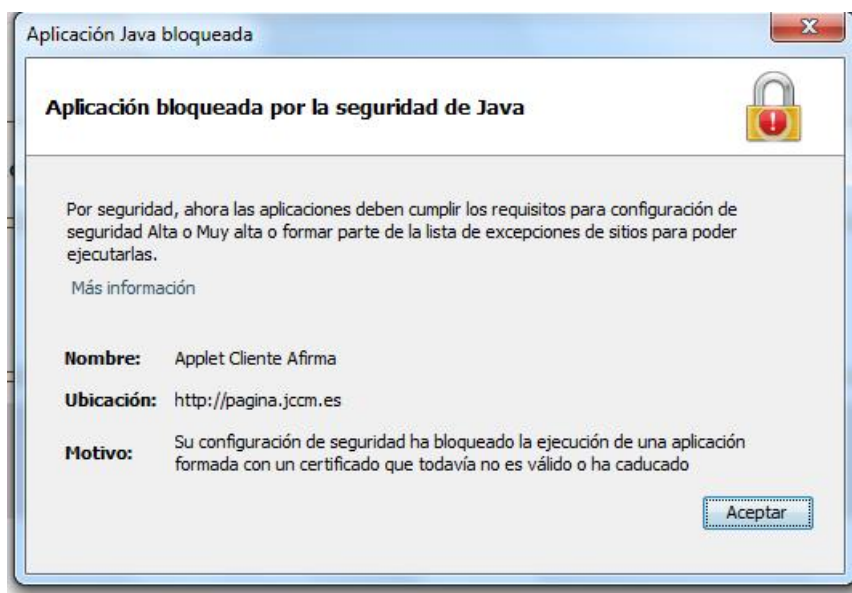 Aplicación Java bloqueada
Aplicación bloqueada por la seguridad de Java
Por seguridad, ahora las aplicaciones deben cumplir los requisitos para configuración de
seguridad Alta o Muy alta o formar parte de la lista de excepciones de sitios para poder
ejecutarlas.
Más información
Nombre: Applet Cliente Afirma
Ubicación: http://pagina.jccm.es
Motivo: Su configuración de seguridad ha bloqueado la ejecución de una aplicación
formada con un certificado que todavía no es válido o ha caducado
Aceptar